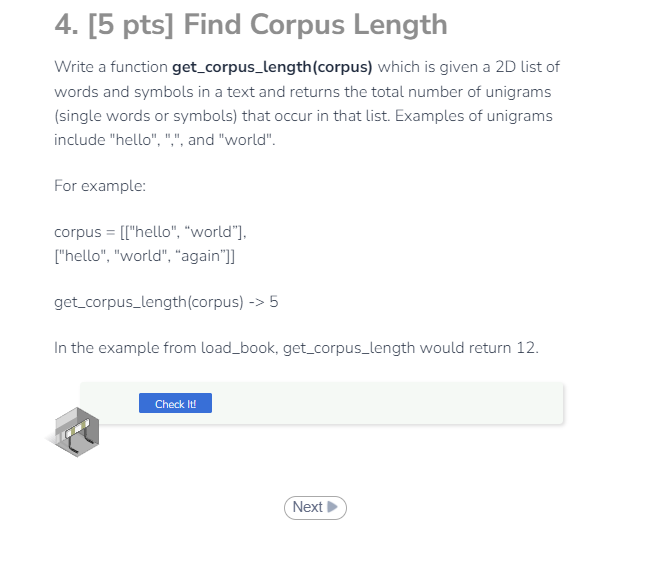 4. [5 pts] Find Corpus Length
Write a function get_corpus_length(corpus) which is given a 2D list of
words and symbols in a text and returns the total number of unigrams
(single words or symbols) that occur in that list. Examples of unigrams
include "hello", ",", and "world".
For example:
corpus = [["hello", “world”],
["hello", "world", “again”]]
get_corpus_length(corpus) -> 5
In the example from load_book, get_corpus_length would return 12.
Check It!
Next